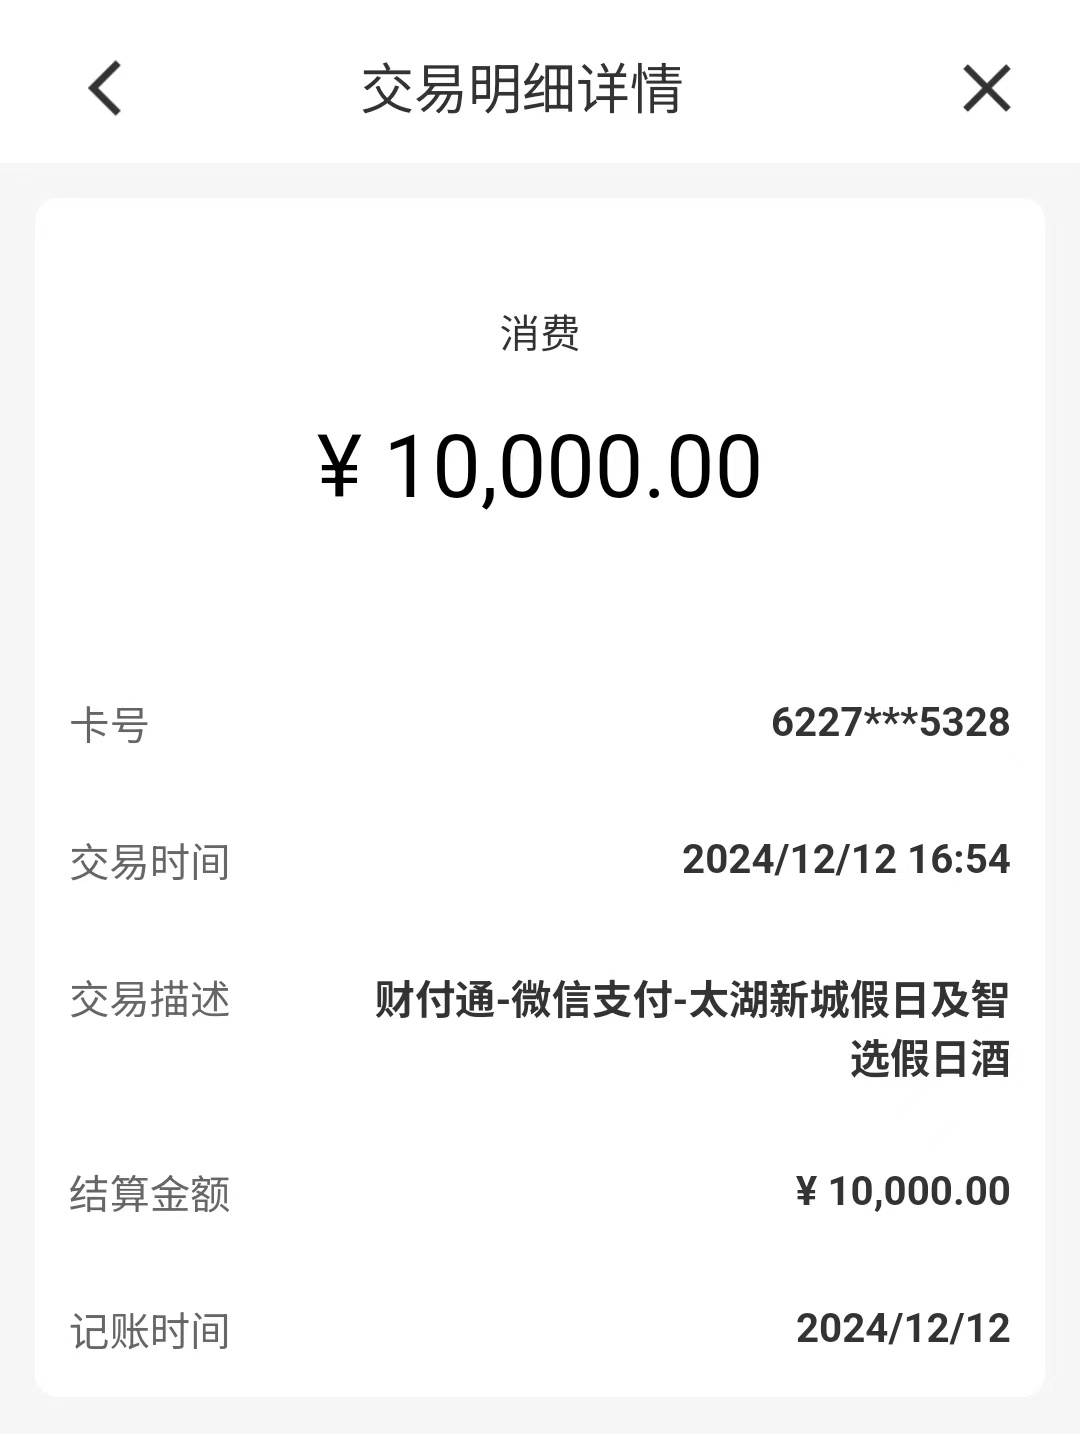 交易明细详情
消费
¥ 10,000.00
卡号 6227***5328
交易时间 2024/12/12 16:54
交易描述 财付通-微信支付-太湖新城假日及智
选假日酒
结算金额 ¥ 10,000.00
记账时间 2024/12/12